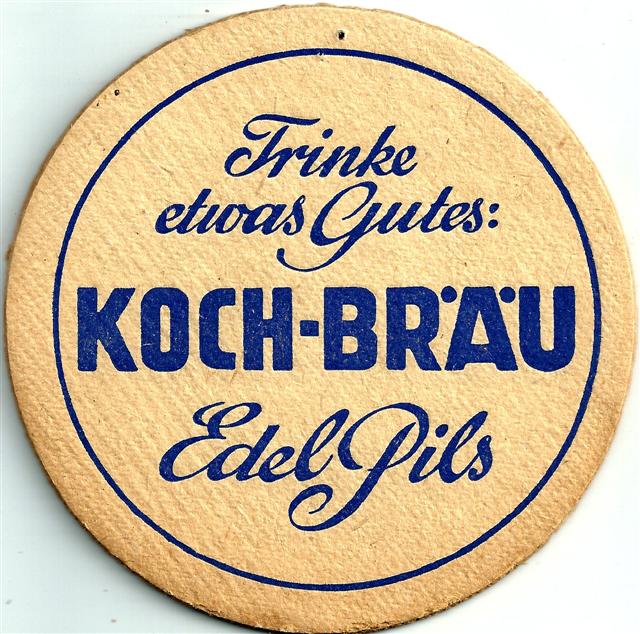 Trinke
etwas Gutes:
KOCH-BRÄU
Edel Pils